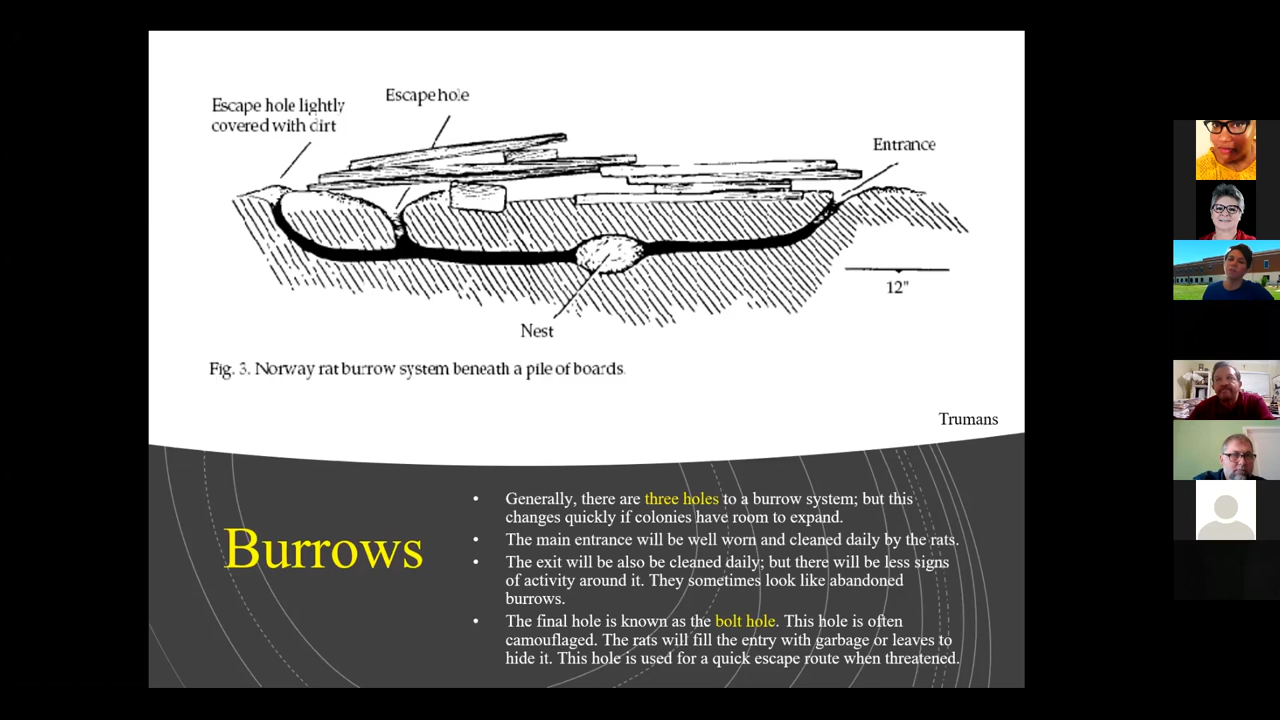 Escape hole lightly
covered with dirt
Escape hole
Entrance
12"
Nest
Fig. 3. Norway rat burrow system beneath a pile of boards.
Trumans
Burrows
• Generally, there are three holes to a burrow system; but this
changes quickly if colonies have room to expand.
• The main entrance will be well worn and cleaned daily by the rats.
• The exit will be also be cleaned daily; but there will be less signs
of activity around it. They sometimes look like abandoned
burrows.
• The final hole is known as the bolt hole. This hole is often
camouflaged. The rats will fill the entry with garbage or leaves to
hide it. This hole is used for a quick escape route when threatened.